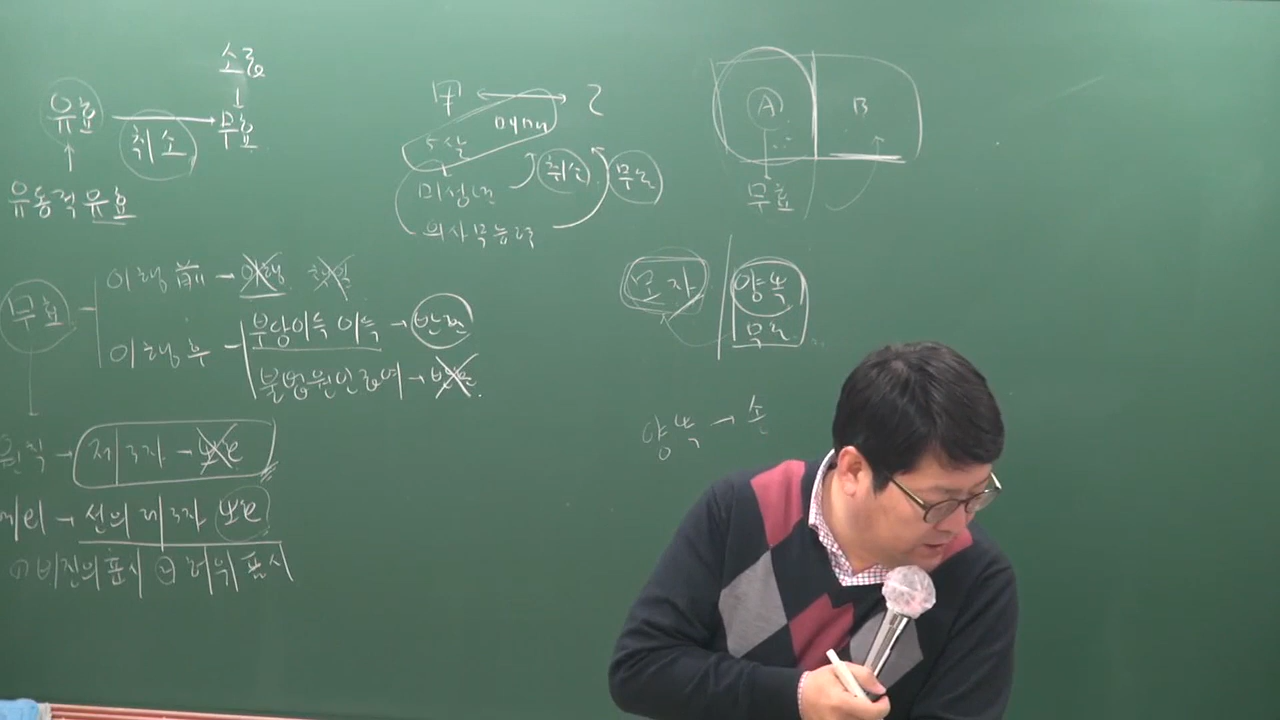 소급
↓
유효 → 무효
취소
↑
유동적 유효
甲 ↔ 乙
매매
5살
미성년 취소 무효
의사무능력
A B
무효
무효
이행前 → 이행
이행 후
부당이득 이득 → 반환
불법원인급여 →
원칙 → 제3자 → 보호
예외 → 선의 제3자 보호
① 비진의표시 ② 허위표시
모자 양복
무효
양복 →